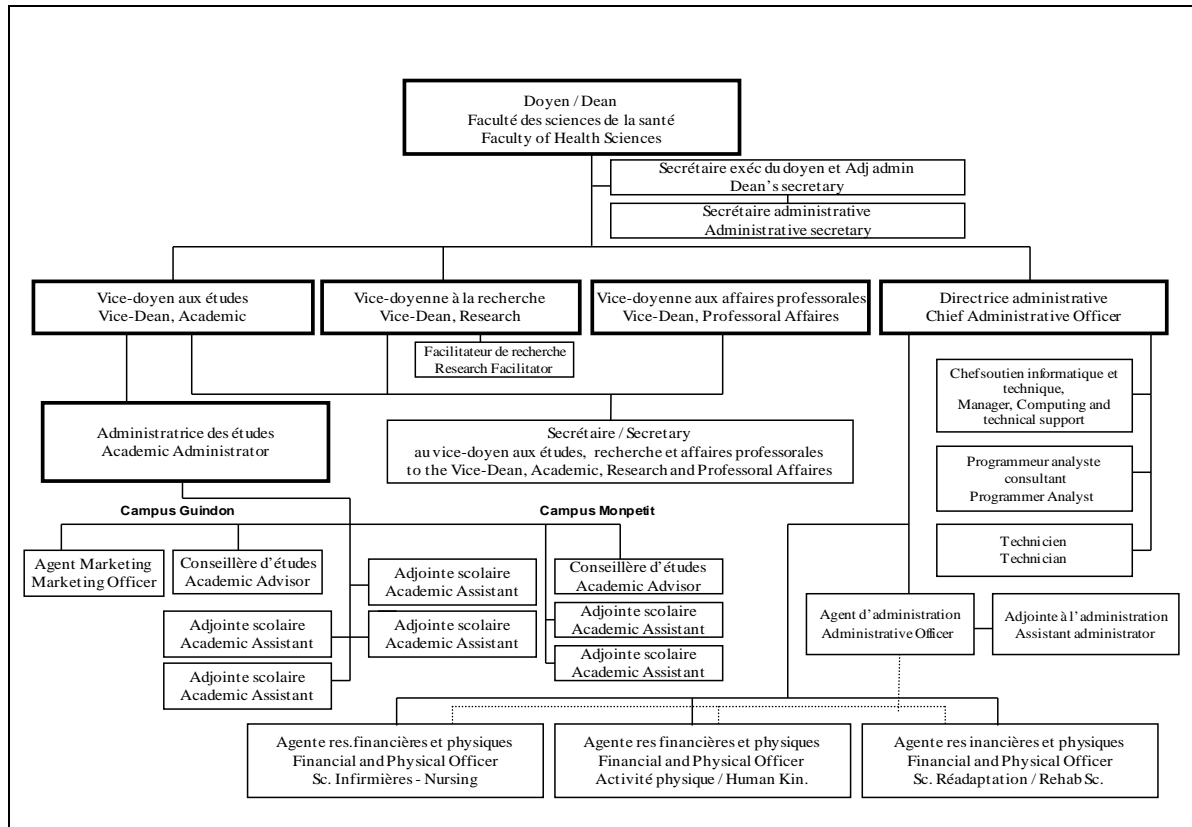 Doyen / Dean
Faculté des sciences de la santé
Faculty of Health Sciences
Secrétaire exéc du doyen et Adj admin
Dean's secretary
Secrétaire administrative
Administrative secretary
Vice-doyen aux études
Vice-Dean, Academic
Vice-doyenne à la recherche
Vice-Dean, Research
Vice-doyenne aux affaires professorales
Vice-Dean, Professoral Affaires
Directrice administrative
Chief Administrative Officer
Facilitateur de recherche
Research Facilitator
Chef soutien informatique et
technique,
Manager, Computing and
technical support
Administratrice des études
Academic Administrator
Secrétaire / Secretary
au vice-doyen aux études, recherche et affaires professorales
to the Vice-Dean, Academic, Research and Professoral Affaires
Programmeur analyste
consultant
Programmer Analyst
Campus Guindon
Campus Monpetit
Technicien
Technician
Agent Marketing
Marketing Officer
Conseillère d'études
Academic Advisor
Adjointe scolaire
Academic Assistant
Conseillère d'études
Academic Advisor
Adjointe scolaire
Academic Assistant
Adjointe scolaire
Academic Assistant
Adjointe scolaire
Academic Assistant
Agent d'administration
Administrative Officer
Adjointe à l'administration
Assistant administrator
Adjointe scolaire
Academic Assistant
Adjointe scolaire
Academic Assistant
Agente res.financières et physiques
Financial and Physical Officer
Sc. Infirmières - Nursing
Agente res financières et physiques
Financial and Physical Officer
Activité physique / Human Kin.
Agente res inancières et physiques
Financial and Physical Officer
Sc. Réadaptation / Rehab Sc.